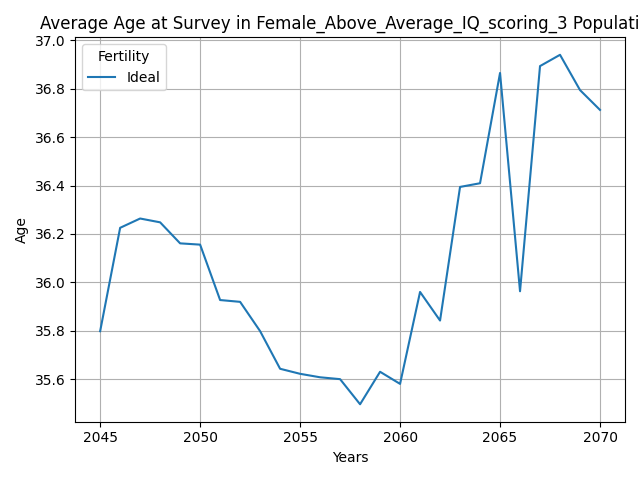 Average Age at Survey in Female_Above_Average_IQ_scoring_3 Populati
Fertility
Ideal
37.0
36.8
36.6
36.4
36.2
36.0
35.8
35.6
Age
2045 2050 2055 2060 2065 2070
Years